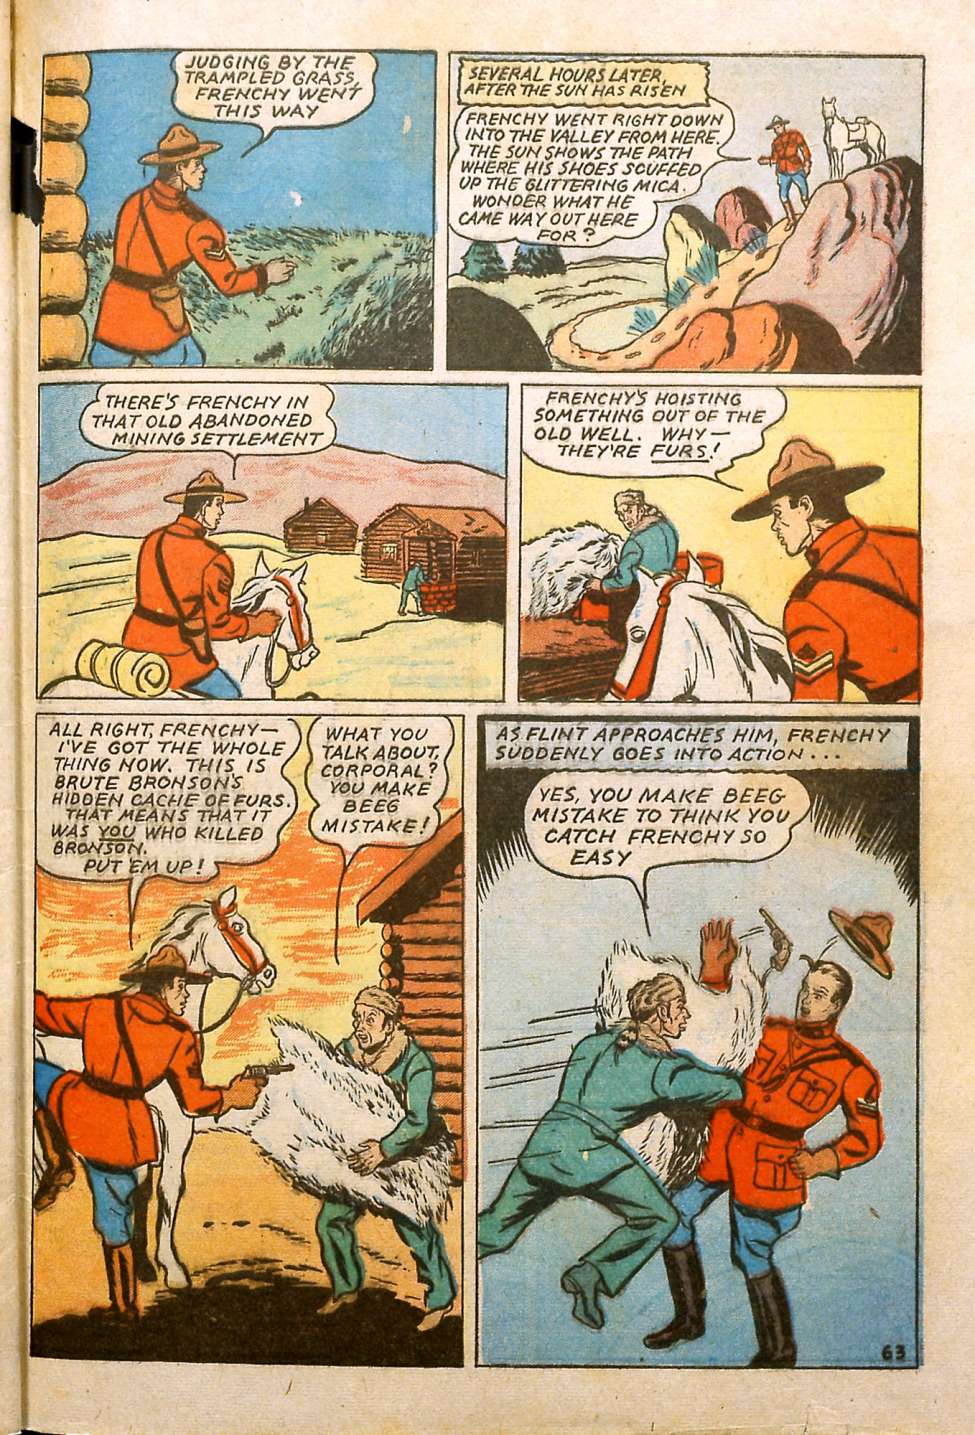 JUDGING BY THE
TRAMPLED GRASS,
FRENCHY WENT
THIS WAY
SEVERAL HOURS LATER,
AFTER THE SUN HAS RISEN
FRENCHY WENT RIGHT DOWN
INTO THE VALLEY FROM HERE.
THE SUN SHOWS THE PATH
WHERE HIS SHOES SCUFFED
UP THE GLITTERING MICA.
WONDER WHAT HE
CAME WAY OUT HERE
FOR?
THERE'S FRENCHY IN
THAT OLD ABANDONED
MINING SETTLEMENT
FRENCHY'S HOISTING
SOMETHING OUT OF THE
OLD WELL. WHY—
THEY'RE FURS!
ALL RIGHT, FRENCHY—
I'VE GOT THE WHOLE
THING NOW. THIS IS
BRUTE BRONSON'S
HIDDEN CACHE OF FURS.
THAT MEANS THAT IT
WAS YOU WHO KILLED
BRONSON.
PUT 'EM UP!
WHAT YOU
TALK ABOUT,
CORPORAL?
YOU MAKE
BEEG
MISTAKE!
AS FLINT APPROACHES HIM, FRENCHY
SUDDENLY GOES INTO ACTION...
YES, YOU MAKE BEEG
MISTAKE TO THINK YOU
CATCH FRENCHY SO
EASY
63